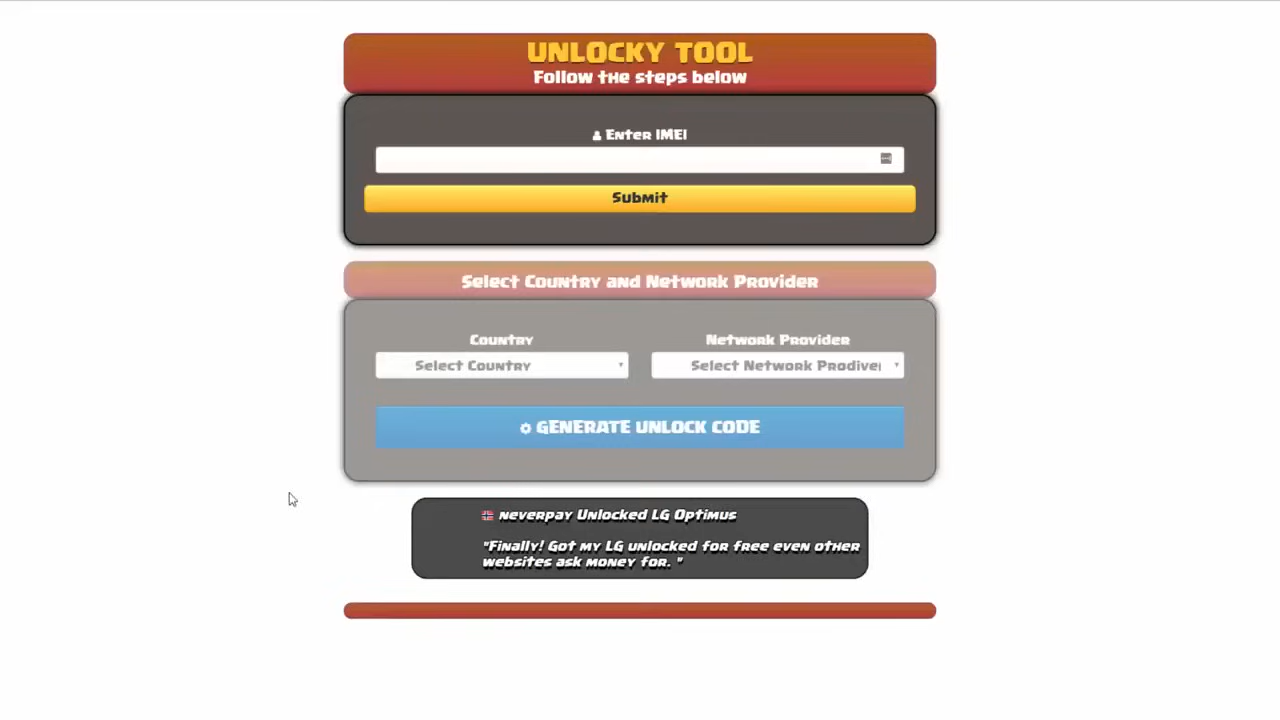 UNLOCKY TOOL
Follow the steps below
Enter IMEI
Submit
Select Country and Network Provider
Country
Network Provider
Select Country
Select Network Prodiver
GENERATE UNLOCK CODE
neverpay Unlocked LG Optimus
"Finally! Got my LG unlocked for free even other
websites ask money for. "